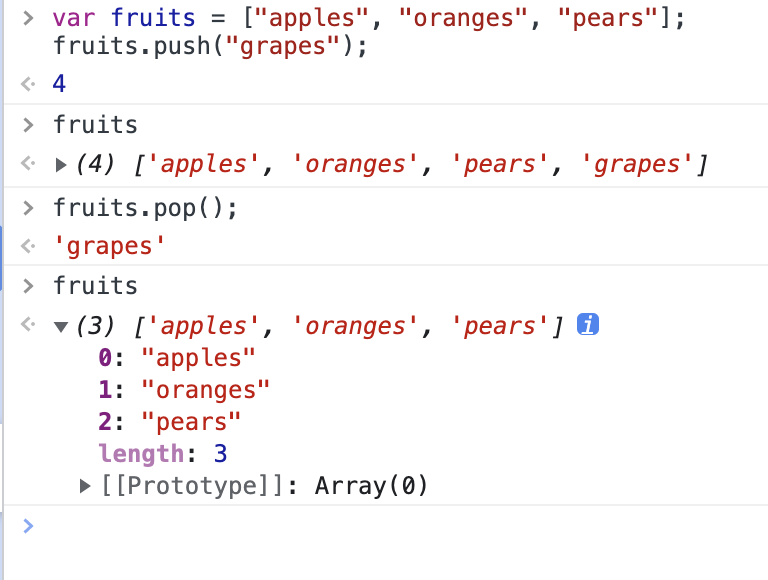 > var fruits = ["apples", "oranges", "pears"];
fruits.push("grapes");
<· 4
> fruits
<· ▶(4) ['apples', 'oranges', 'pears', 'grapes']
> fruits.pop();
<· 'grapes'
> fruits
<· ▼(3) ['apples', 'oranges', 'pears'] i
0: "apples"
1: "oranges"
2: "pears"
length: 3
▶[[Prototype]]: Array(0)
>